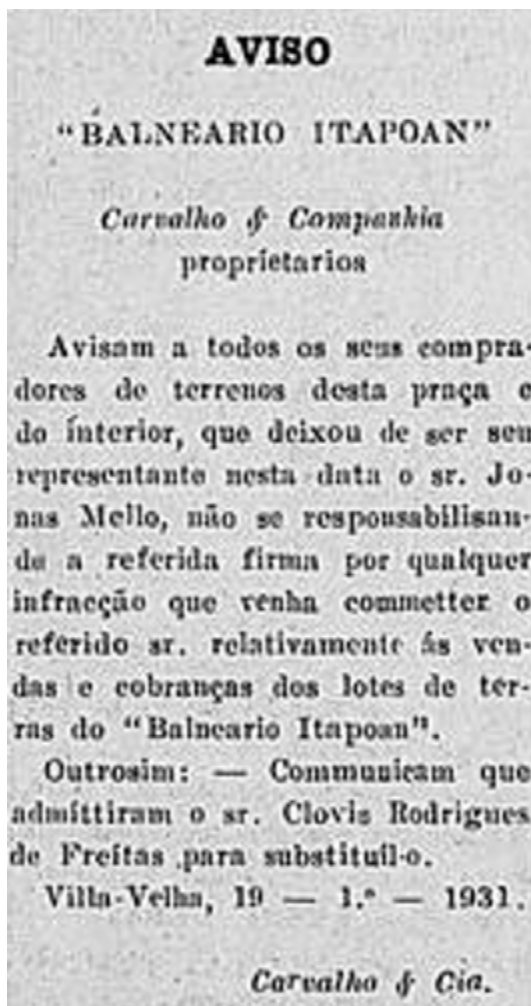 AVISO
"BALNEARIO ITAPOAN"
Carvalho & Companhia
proprietarios
Avisam a todos os seus compra-
dores de terrenos desta praça e
do interior, que deixou de ser seu
representante nesta data o sr. Jo-
nas Mello, não se responsabilisan-
do a referida firma por qualquer
infracção que venha commetter o
referido sr. relativamente ás ven-
das e cobranças dos lotes de ter-
ras do "Balneario Itapoan".
Outrosim: — Communicam que
admittiram o sr. Clovis Rodrigues
de Freitas para substituil-o.
Villa-Velha, 19 — 1.º — 1931.
Carvalho & Cia.